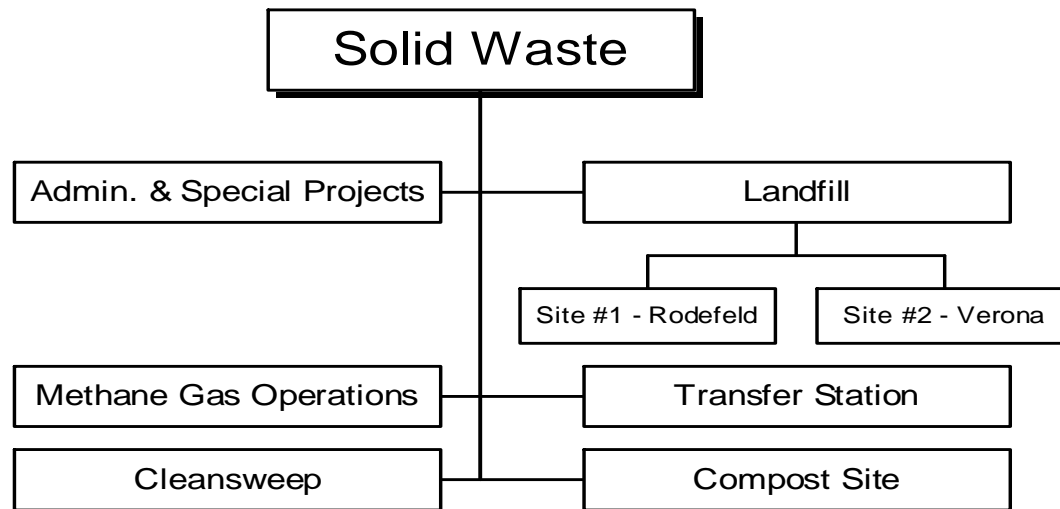 Solid Waste
Admin. & Special Projects
Landfill
Site #1 - Rodefeld
Site #2 - Verona
Methane Gas Operations
Transfer Station
Cleansweep
Compost Site